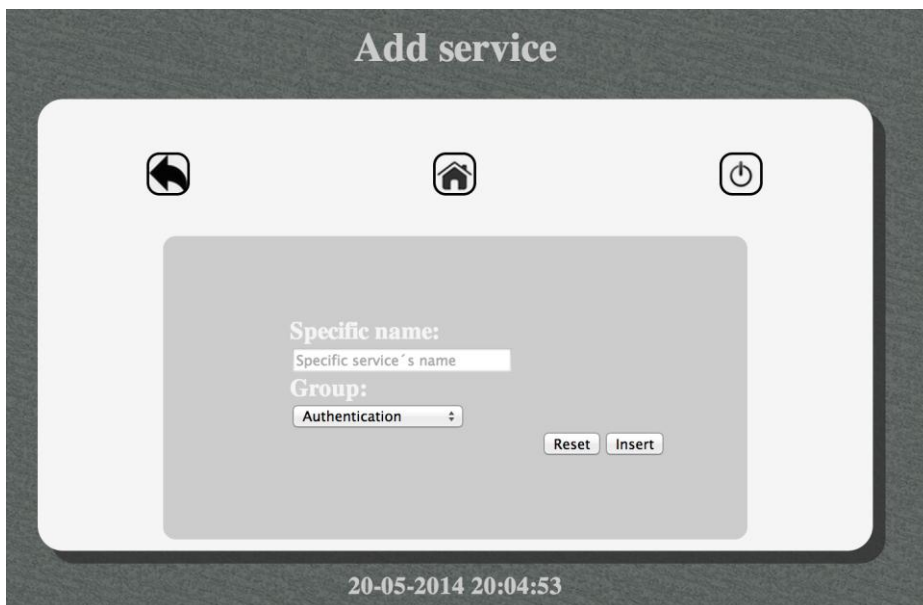 Add service
Specific name:
Specific service´s name
Group:
Authentication
Reset Insert
20-05-2014 20:04:53